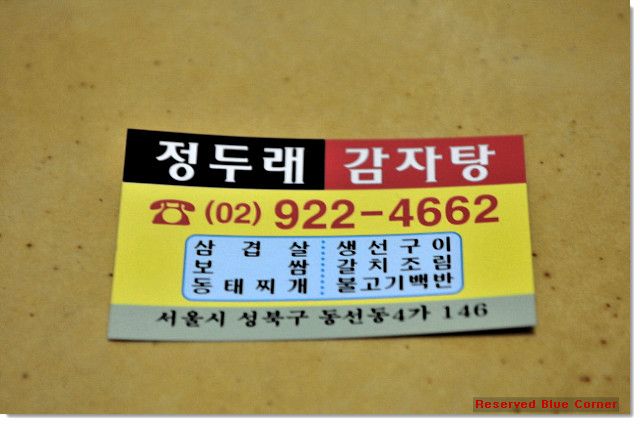 정두래 감자탕
☎ (02) 922-4662
삼겹살 생선구이
보쌈 갈치조림
동태찌개 불고기백반
서울시 성북구 동선동4가 146
Reserved Blue Corner